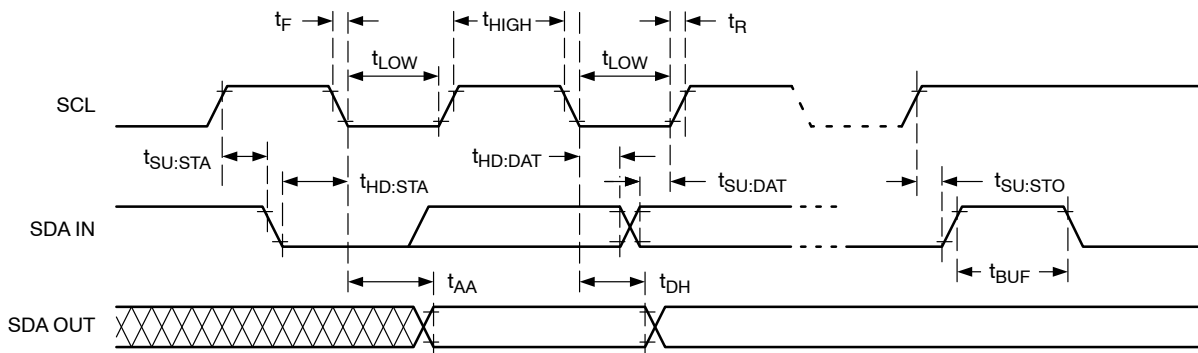 tF
tHIGH
tR
tLOW
tLOW
SCL
tSU:STA
tHD:STA
tHD:DAT
tSU:DAT
tSU:STO
SDA IN
tAA
tDH
tBUF
SDA OUT